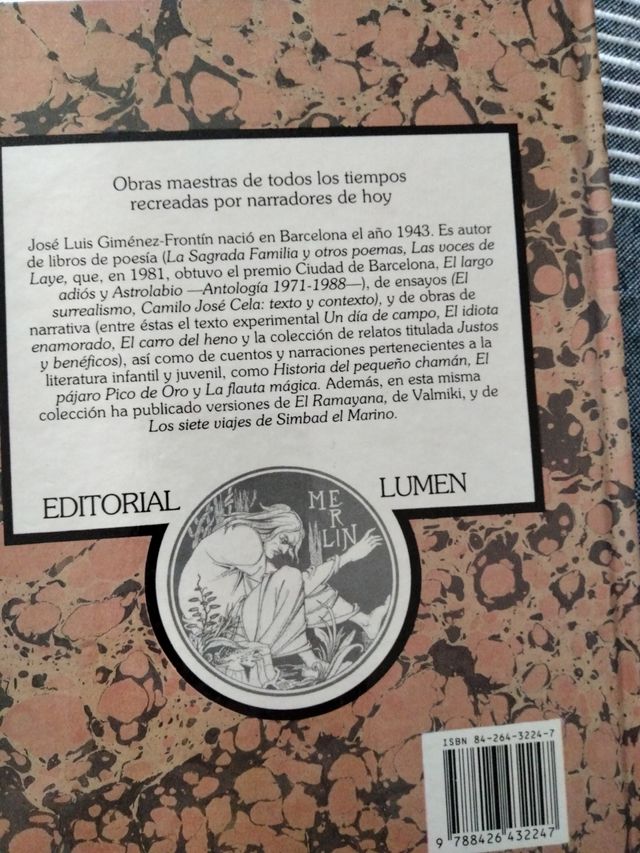 Obras maestras de todos los tiempos
recreadas por narradores de hoy
José Luis Giménez-Frontín nació en Barcelona el año 1943. Es autor
de libros de poesía (La Sagrada Familia y otros poemas, Las voces de
Laye, que, en 1981, obtuvo el premio Ciudad de Barcelona, El largo
adiós y Astrolabio —Antología 1971-1988—), de ensayos (El
surrealismo, Camilo José Cela: texto y contexto), y de obras de
narrativa (entre éstas el texto experimental Un día de campo, El idiota
enamorado, El carro del heno y la colección de relatos titulada Justos
y benéficos), así como de cuentos y narraciones pertenecientes a la
literatura infantil y juvenil, como Historia del pequeño chamán, El
pájaro Pico de Oro y La flauta mágica. Además, en esta misma
colección ha publicado versiones de El Ramayana, de Valmiki, y de
Los siete viajes de Simbad el Marino.
EDITORIAL LUMEN
MERLIN
ISBN 84-264-3224-7
9 788426 432247